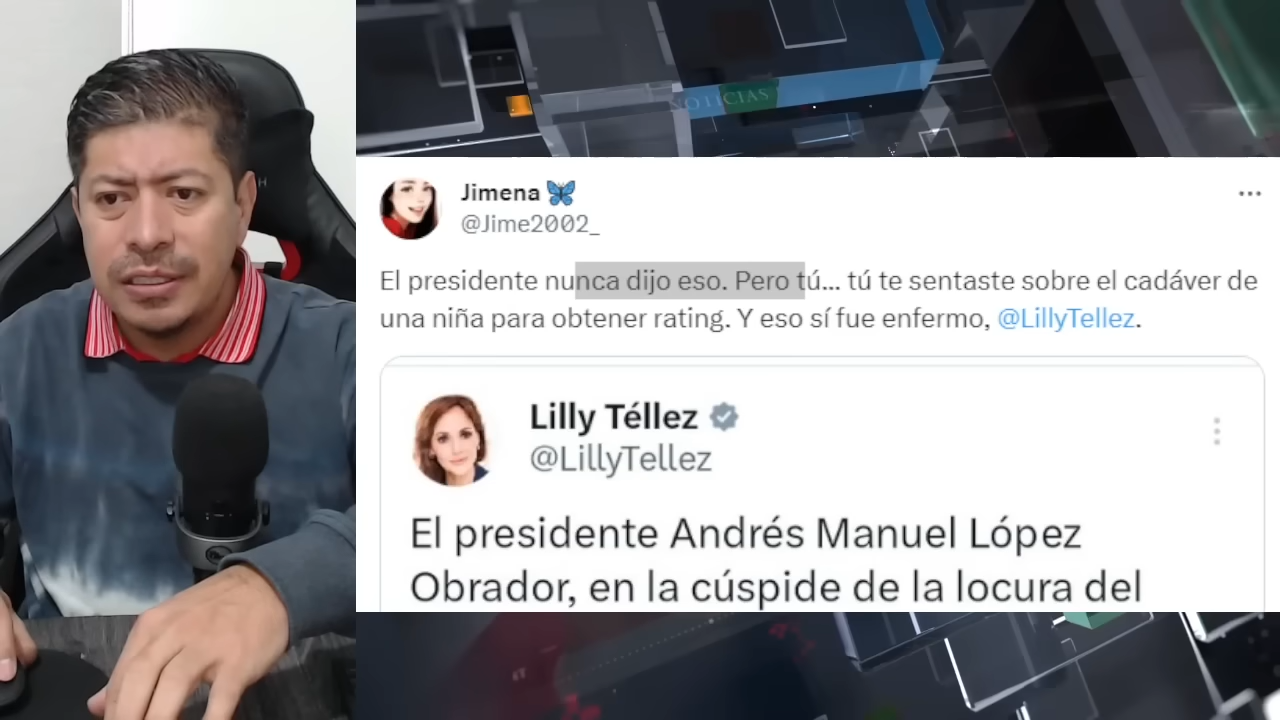 NOTICIAS
Jimena 🦋
@Jime2002_
El presidente nunca dijo eso. Pero tú... tú te sentaste sobre el cadáver de
una niña para obtener rating. Y eso sí fue enfermo, @LillyTellez.
Lilly Téllez
@LillyTellez
El presidente Andrés Manuel López
Obrador, en la cúspide de la locura del